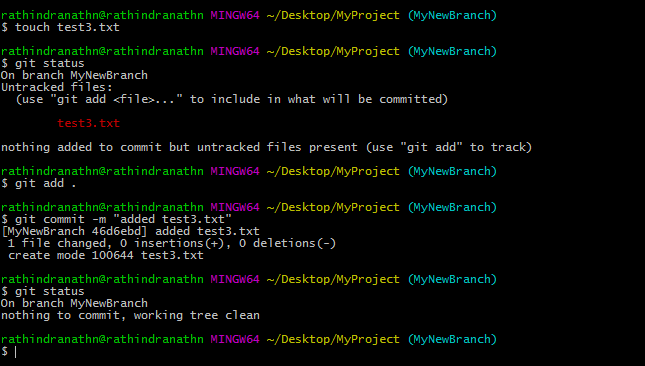 rathindranathn@rathindranathn MINGW64 ~/Desktop/MyProject (MyNewBranch)
$ touch test3.txt
rathindranathn@rathindranathn MINGW64 ~/Desktop/MyProject (MyNewBranch)
$ git status
On branch MyNewBranch
Untracked files:
  (use "git add <file>..." to include in what will be committed)
        test3.txt
nothing added to commit but untracked files present (use "git add" to track)
rathindranathn@rathindranathn MINGW64 ~/Desktop/MyProject (MyNewBranch)
$ git add .
rathindranathn@rathindranathn MINGW64 ~/Desktop/MyProject (MyNewBranch)
$ git commit -m "added test3.txt"
[MyNewBranch 46d6ebd] added test3.txt
 1 file changed, 0 insertions(+), 0 deletions(-)
 create mode 100644 test3.txt
rathindranathn@rathindranathn MINGW64 ~/Desktop/MyProject (MyNewBranch)
$ git status
On branch MyNewBranch
nothing to commit, working tree clean
rathindranathn@rathindranathn MINGW64 ~/Desktop/MyProject (MyNewBranch)
$